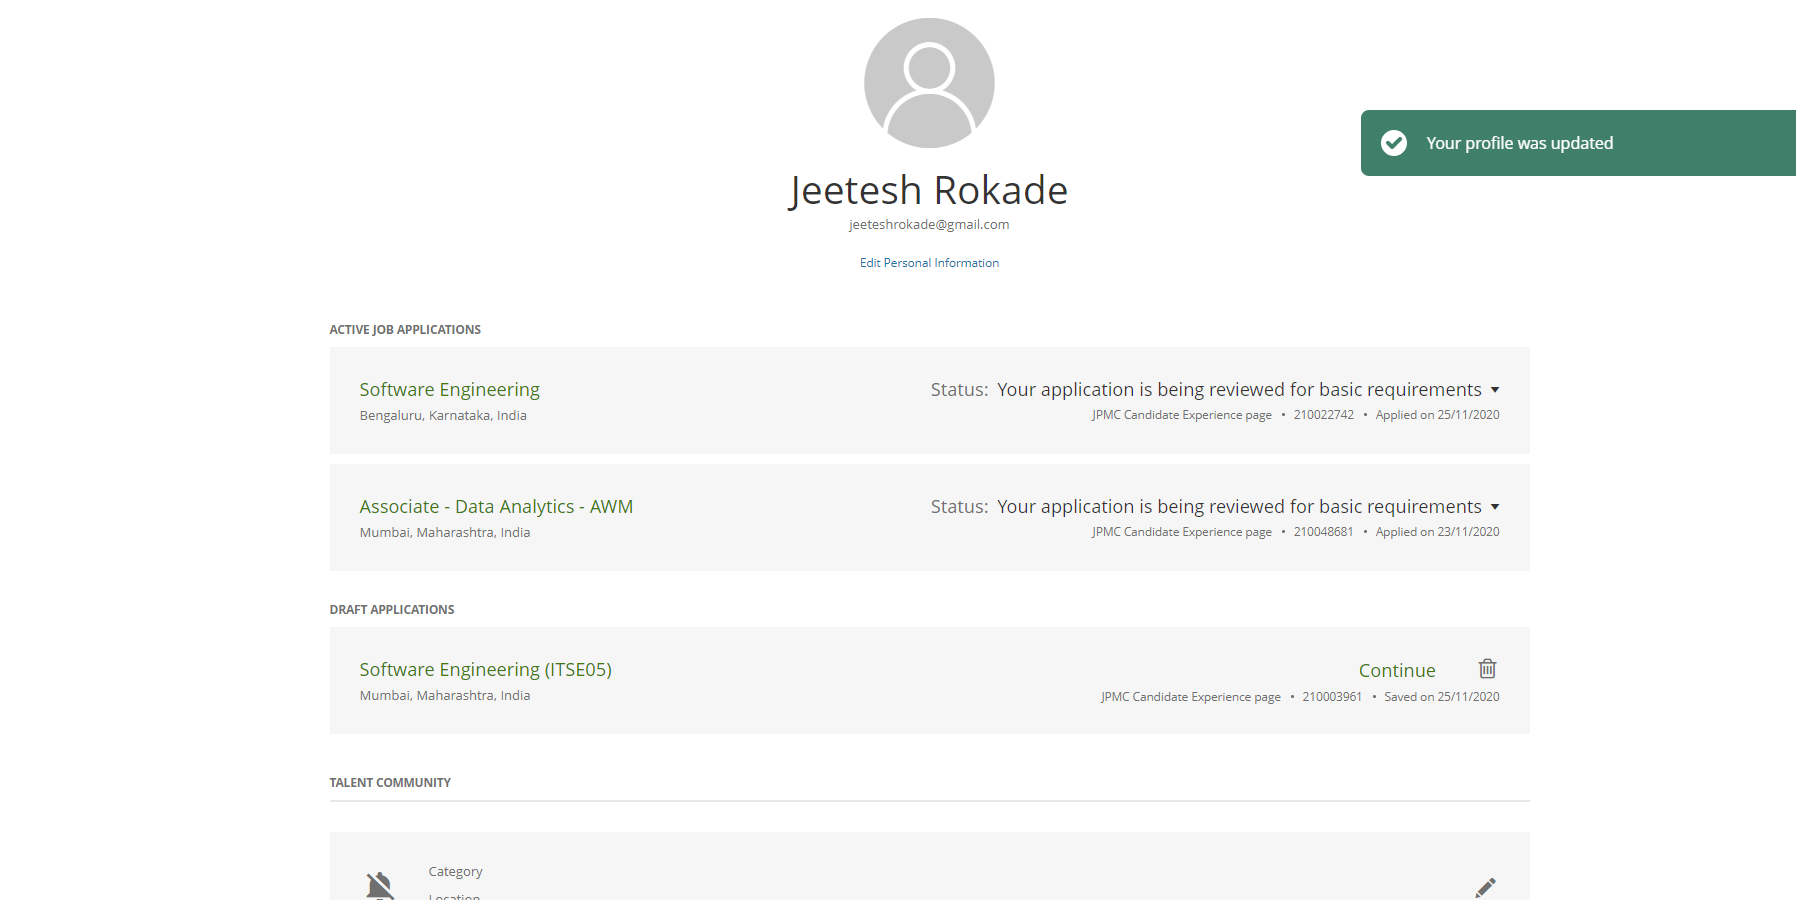 Your profile was updated
Jeetesh Rokade
jeeteshrokade@gmail.com
Edit Personal Information
ACTIVE JOB APPLICATIONS
Software Engineering
Status: Your application is being reviewed for basic requirements
Bengaluru, Karnataka, India
JPMC Candidate Experience page • 210022742 • Applied on 25/11/2020
Associate - Data Analytics - AWM
Status: Your application is being reviewed for basic requirements
Mumbai, Maharashtra, India
JPMC Candidate Experience page • 210048681 • Applied on 23/11/2020
DRAFT APPLICATIONS
Software Engineering (ITSE05)
Continue
Mumbai, Maharashtra, India
JPMC Candidate Experience page • 210003961 • Saved on 25/11/2020
TALENT COMMUNITY
Category
Location